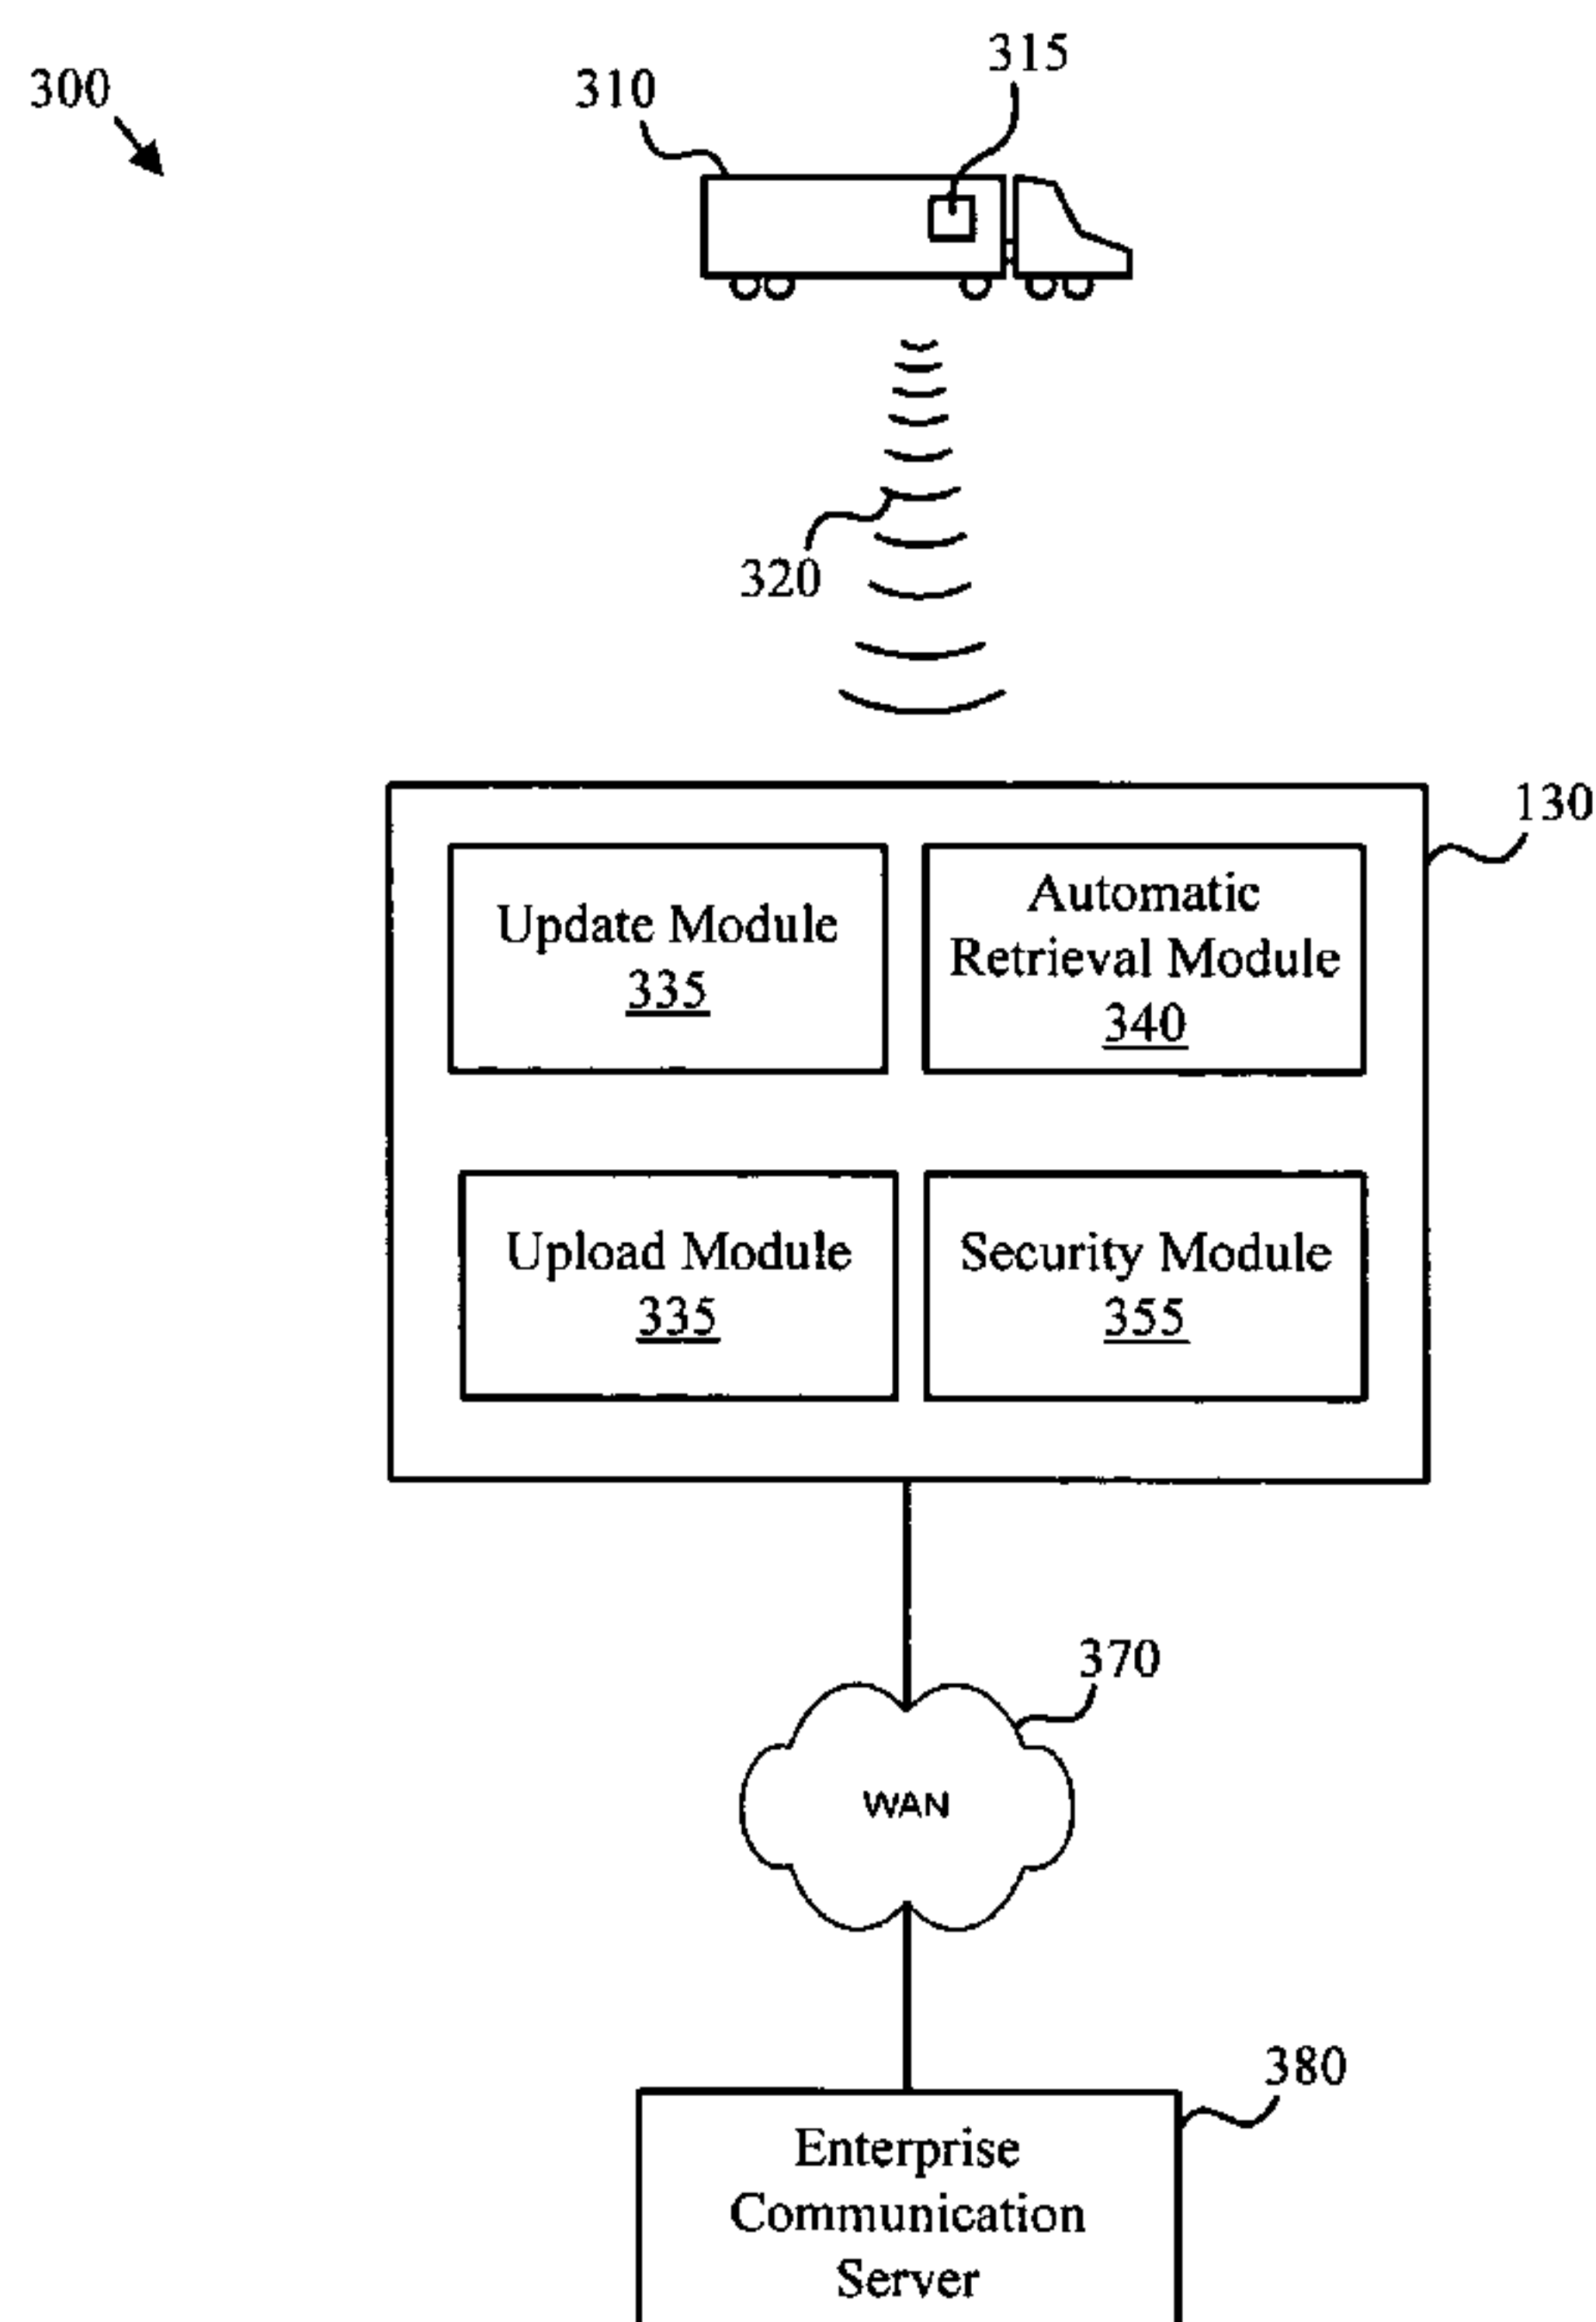 315
300
310
320
130
Update Module
335
Automatic
Retrieval Module
340
Upload Module
335
Security Module
355
370
WAN
380
Enterprise
Communication
Server